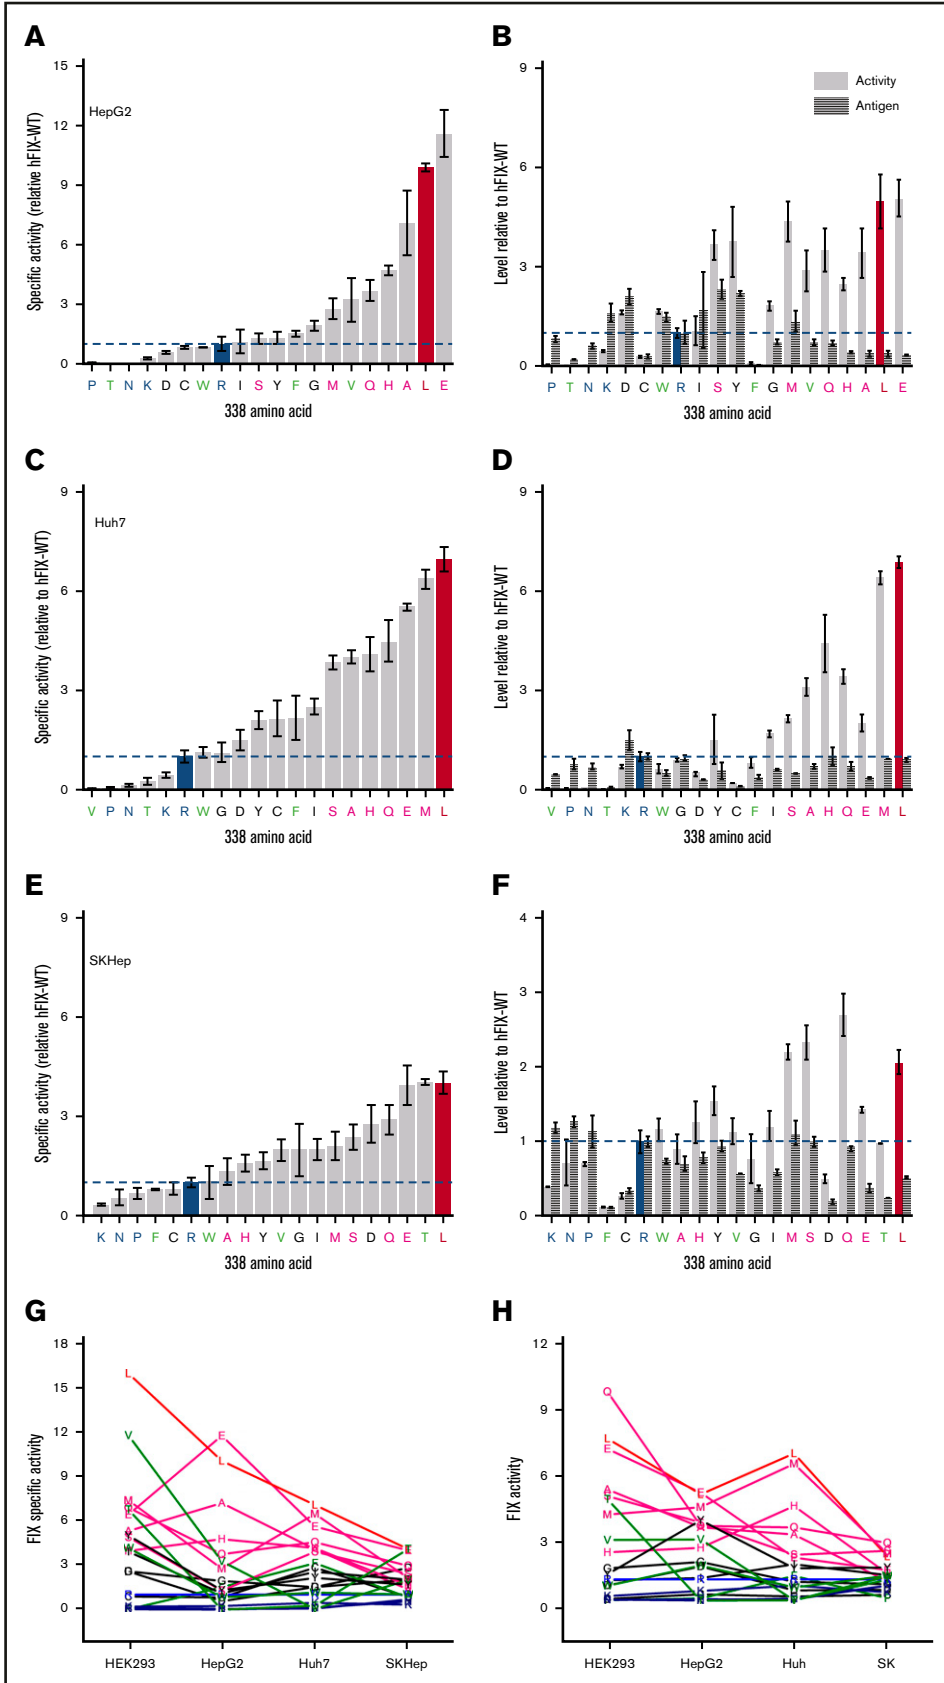 A
B
15
12
9
6
3
0
Specific activity (relative hFIX-WT)
HepG2
P T N K D C W R I S Y F G M V Q H A L E
338 amino acid
9
6
3
0
Level relative to hFIX-WT
Activity
Antigen
P T N K D C W R I S Y F G M V Q H A L E
338 amino acid
C
D
9
6
3
0
Specific activity (relative to hFIX-WT)
Huh7
V P N T K R W G D Y C F I S A H Q E M L
338 amino acid
9
6
3
0
Level relative to hFIX-WT
V P N T K R W G D Y C F I S A H Q E M L
338 amino acid
E
F
9
6
3
0
Specific activity (relative hFIX-WT)
SKHep
K N P F C R W A H Y V G I M S D Q E T L
338 amino acid
4
3
2
1
0
Level relative to hFIX-WT
K N P F C R W A H Y V G I M S D Q E T L
338 amino acid
G
H
18
15
12
9
6
3
0
FIX specific activity
L
V
E
L
A
H
Q
M
L
M
E
HEK293 HepG2 Huh7 SKHep
12
9
6
3
0
FIX activity
Q
L
E
M
V
H
E
M
V
H
L
M
H
Q
A
HEK293 HepG2 Huh SK